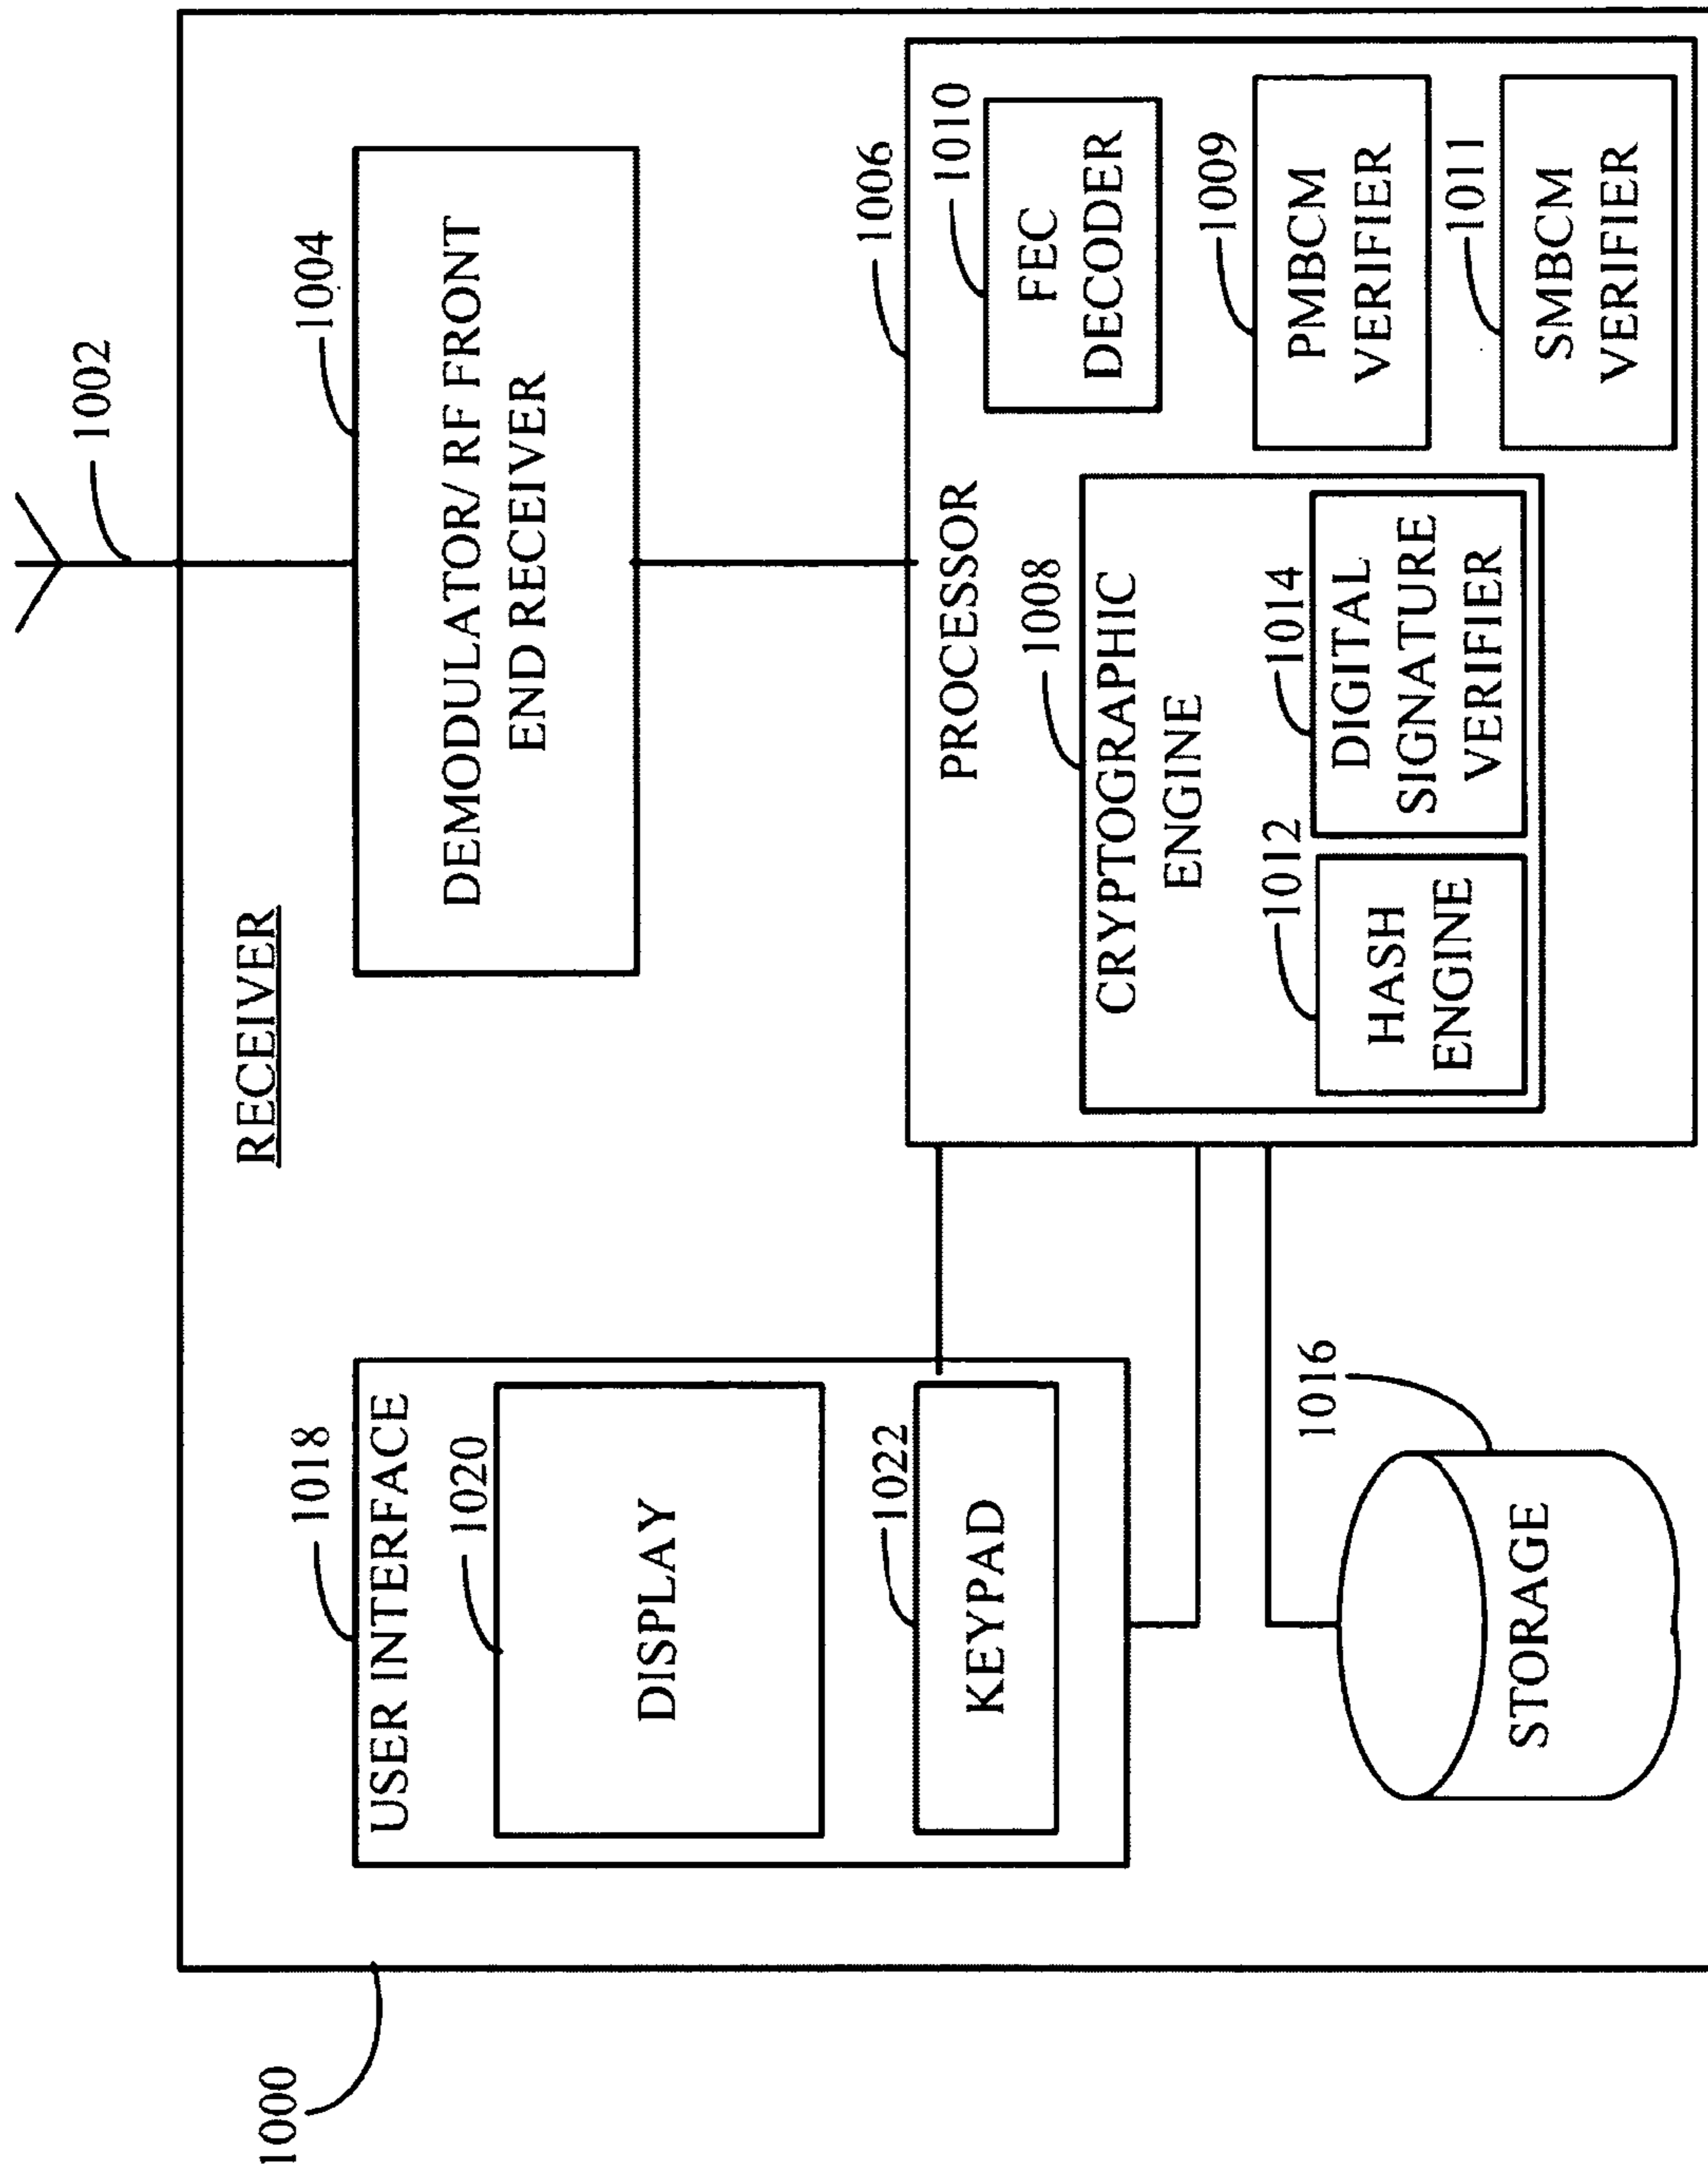 1000
RECEIVER
1002
1018
USER INTERFACE
1020
DISPLAY
1022
KEYPAD
1016
STORAGE
1004
DEMODULATOR/ RF FRONT
END RECEIVER
1006
PROCESSOR
1008
CRYPTOGRAPHIC
ENGINE
1012
HASH
ENGINE
1014
DIGITAL
SIGNATURE
VERIFIER
1010
FEC
DECODER
1009
PMBCM
VERIFIER
1011
SMBCM
VERIFIER